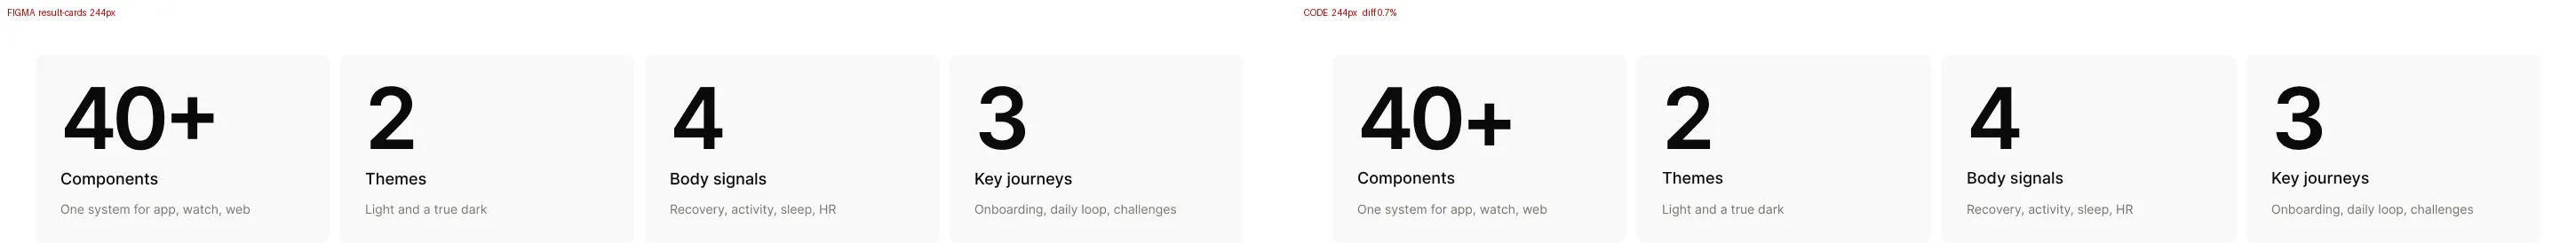 FIGMA result-cards 244px
CODE 244px diff 0.7%
40+
Components
One system for app, watch, web
2
Themes
Light and a true dark
4
Body signals
Recovery, activity, sleep, HR
3
Key journeys
Onboarding, daily loop, challenges
40+
Components
One system for app, watch, web
2
Themes
Light and a true dark
4
Body signals
Recovery, activity, sleep, HR
3
Key journeys
Onboarding, daily loop, challenges